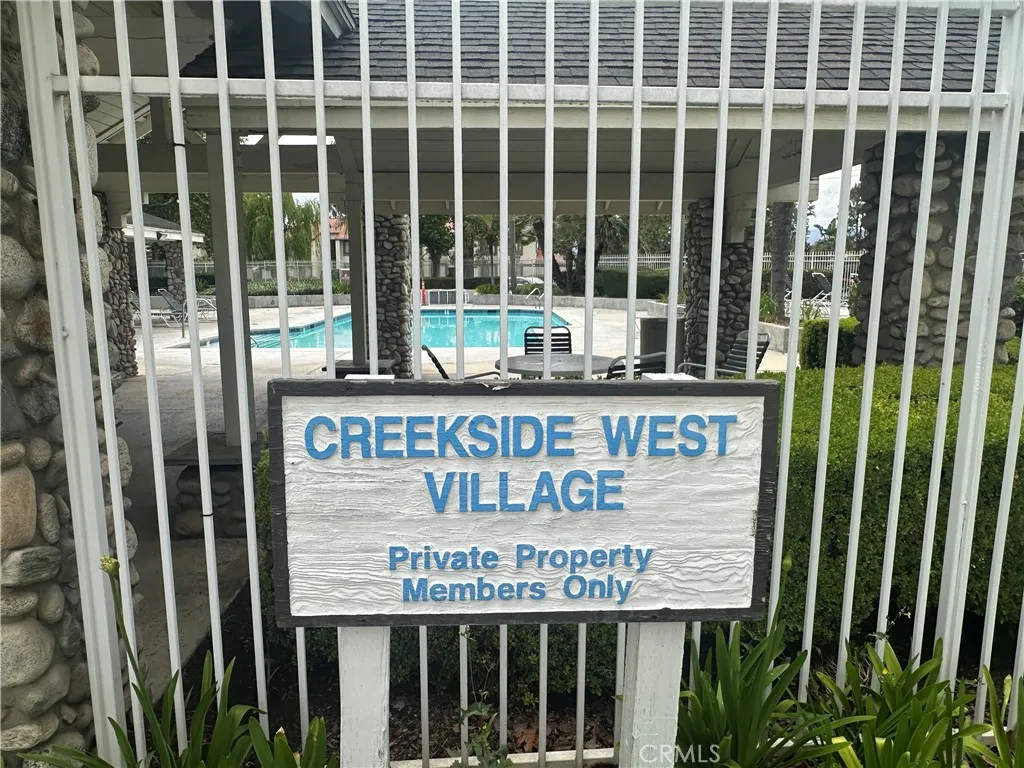 CREEKSIDE WEST
VILLAGE
Private Property
Members Only
CRMLS